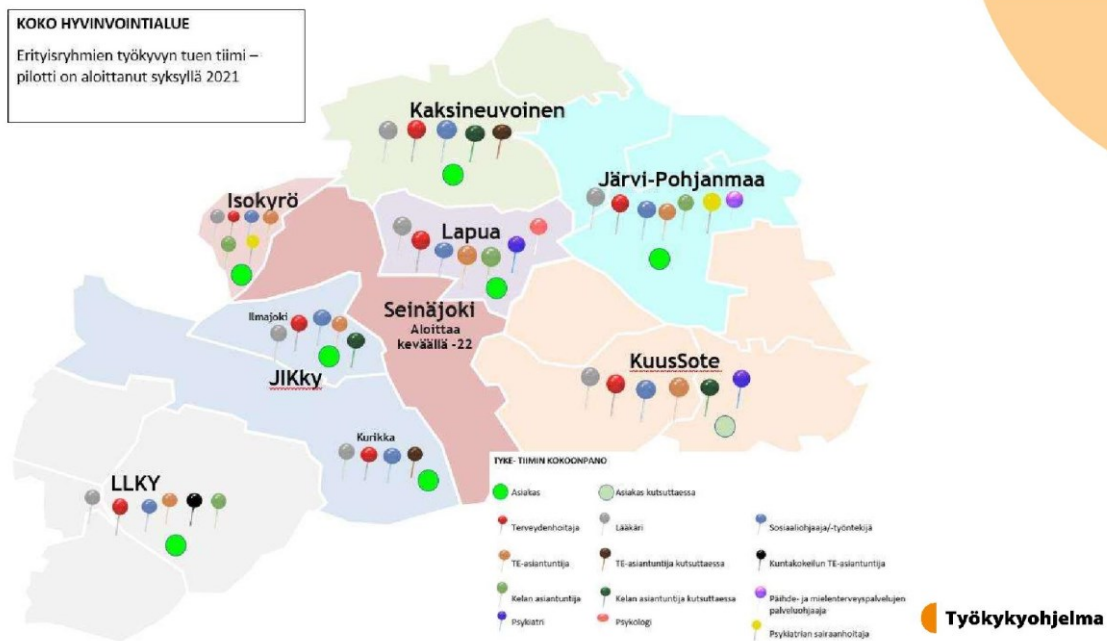 KOKO HYVINVOINTIALUE
Erityisryhmien työkyvyn tuen tiimi –
pilotti on aloittanut syksyllä 2021
Kaksineuvoinen
Järvi-Pohjanmaa
Isokyrö
Lapua
Seinäjoki
Aloittaa
keväällä -22
Ilmajoki
JIKky
KuusSote
Kurikka
LLKY
TYKE- TIIMIN KOKOONPANO
Asiakas
Asiakas kutsuttaessa
Terveydenhoitaja
Lääkäri
Sosiaaliohjaaja/-työntekijä
TE-asiantuntija
TE-asiantuntija kutsuttaessa
Kuntakokeilun TE-asiantuntija
Kelan asiantuntija
Kelan asiantuntija kutsuttaessa
Päihde- ja mielenterveyspalvelujen
palveluohjaaja
Psykiatri
Psykologi
Psykiatrian sairaanhoitaja
Työkykyohjelma